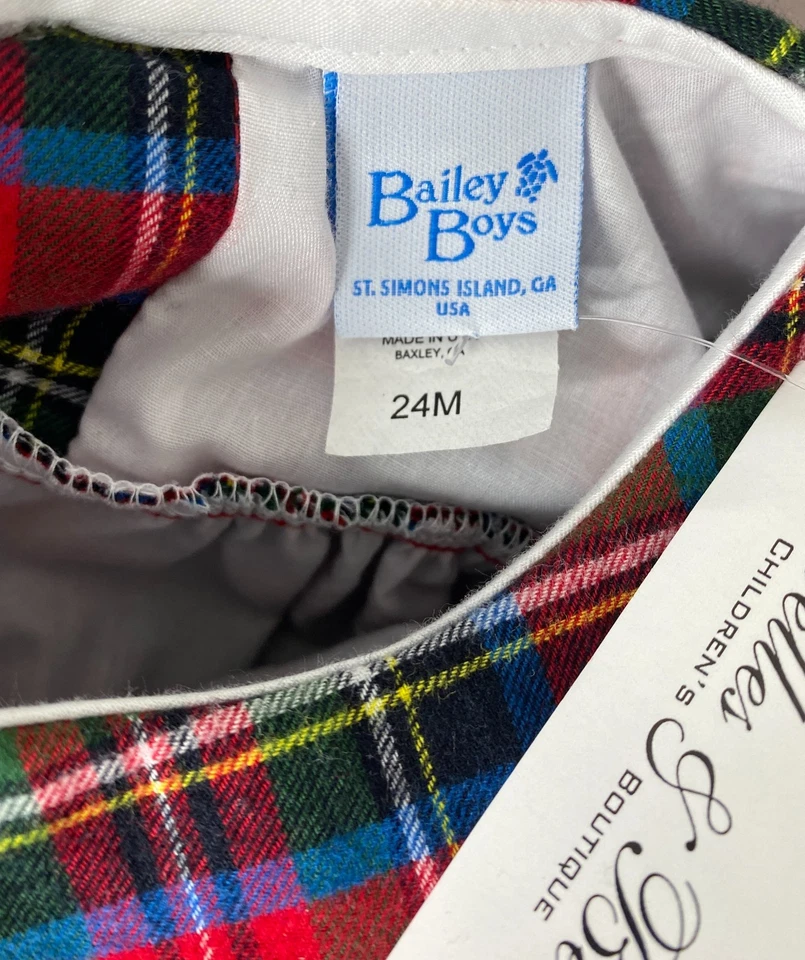 Bailey
Boys
ST. SIMONS ISLAND, GA
USA
MADE IN
BAXLEY,
24M
CHILDREN'S
&
BOUTIQUE